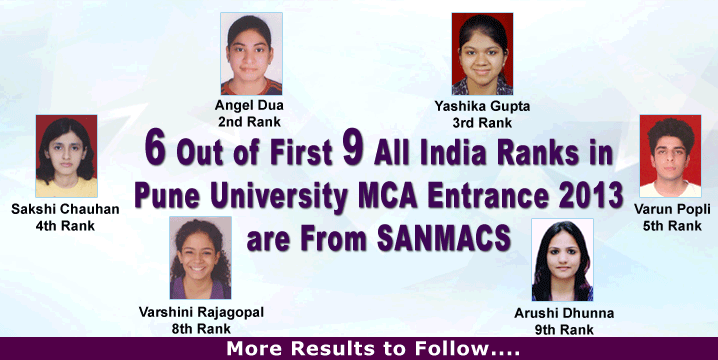 Angel Dua
2nd Rank
Yashika Gupta
3rd Rank
6 Out of First 9 All India Ranks in
Pune University MCA Entrance 2013
are From SANMACS
Sakshi Chauhan
4th Rank
Varun Popli
5th Rank
Varshini Rajagopal
8th Rank
Arushi Dhunna
9th Rank
More Results to Follow....